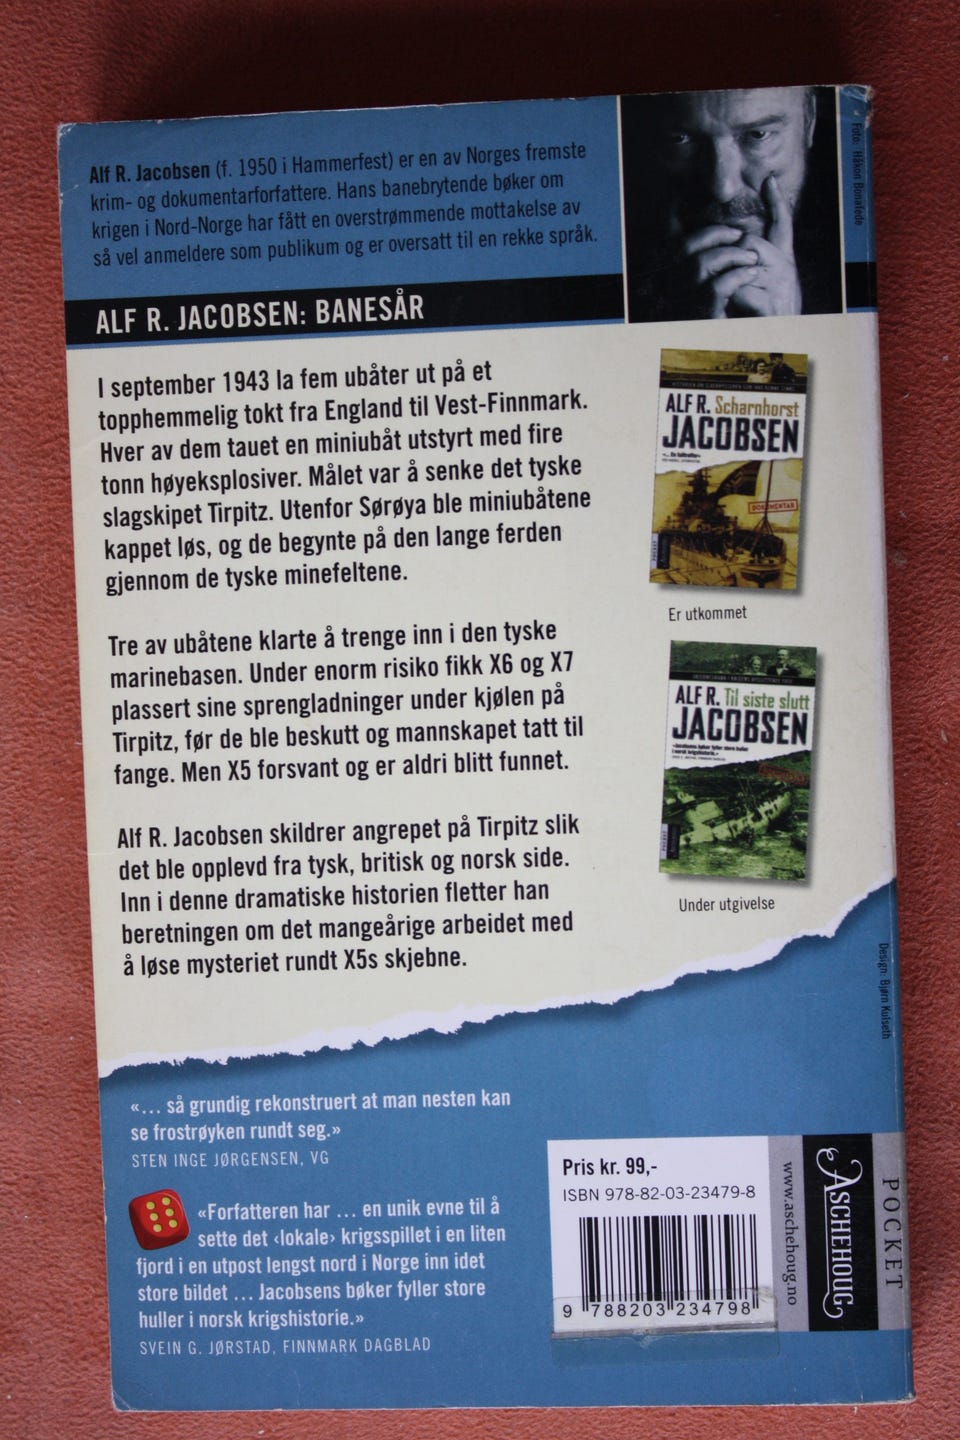 Alf R. Jacobsen (f. 1950 i Hammerfest) er en av Norges fremste
krim- og dokumentarforfattere. Hans banebrytende bøker om
krigen i Nord-Norge har fått en overstrømmende mottakelse av
så vel anmeldere som publikum og er oversatt til en rekke språk.
Foto: Håkon Bonafede
ALF R. JACOBSEN: BANESÅR
I september 1943 la fem ubåter ut på et
topphemmelig tokt fra England til Vest-Finnmark.
Hver av dem tauet en miniubåt utstyrt med fire
tonn høyeksplosiver. Målet var å senke det tyske
slagskipet Tirpitz. Utenfor Sørøya ble miniubåtene
kappet løs, og de begynte på den lange ferden
gjennom de tyske minefeltene.
Tre av ubåtene klarte å trenge inn i den tyske
marinebasen. Under enorm risiko fikk X6 og X7
plassert sine sprengladninger under kjølen på
Tirpitz, før de ble beskutt og mannskapet tatt til
fange. Men X5 forsvant og er aldri blitt funnet.
Alf R. Jacobsen skildrer angrepet på Tirpitz slik
det ble opplevd fra tysk, britisk og norsk side.
Inn i denne dramatiske historien fletter han
beretningen om det mangeårige arbeidet med
å løse mysteriet rundt X5s skjebne.
ALF R. Scharnhorst
JACOBSEN
DOKUMENTAR
POCKET
Er utkommet
ALF R. Til siste slutt
JACOBSEN
«Jacobsens bøker fyller store huller
i norsk krigshistorie.»
POCKET
Under utgivelse
Design: Bjørn Kulseth
«... så grundig rekonstruert at man nesten kan
se frostrøyken rundt seg.»
STEN INGE JØRGENSEN, VG
«Forfatteren har ... en unik evne til å
sette det ‹lokale› krigsspillet i en liten
fjord i en utpost lengst nord i Norge inn idet
store bildet ... Jacobsens bøker fyller store
huller i norsk krigshistorie.»
SVEIN G. JØRSTAD, FINNMARK DAGBLAD
Pris kr. 99,-
ISBN 978-82-03-23479-8
9 788203 234798
www.aschehoug.no
ASCHEHOUG
POCKET